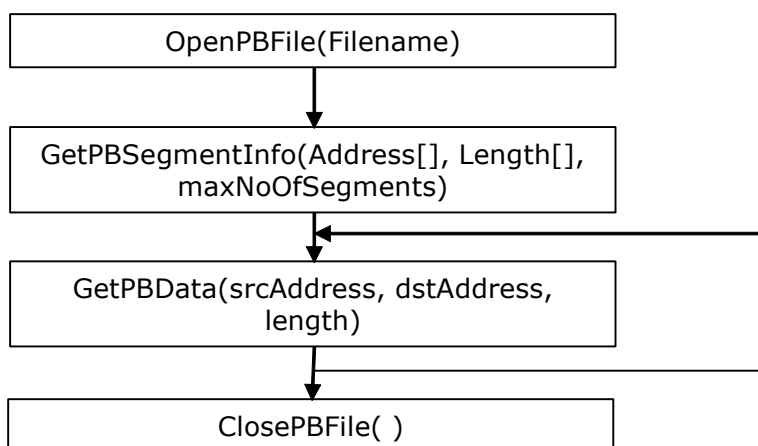 OpenPBFile(Filename)
GetPBSegmentInfo(Address[], Length[],
maxNoOfSegments)
GetPBData(srcAddress, dstAddress,
length)
ClosePBFile( )